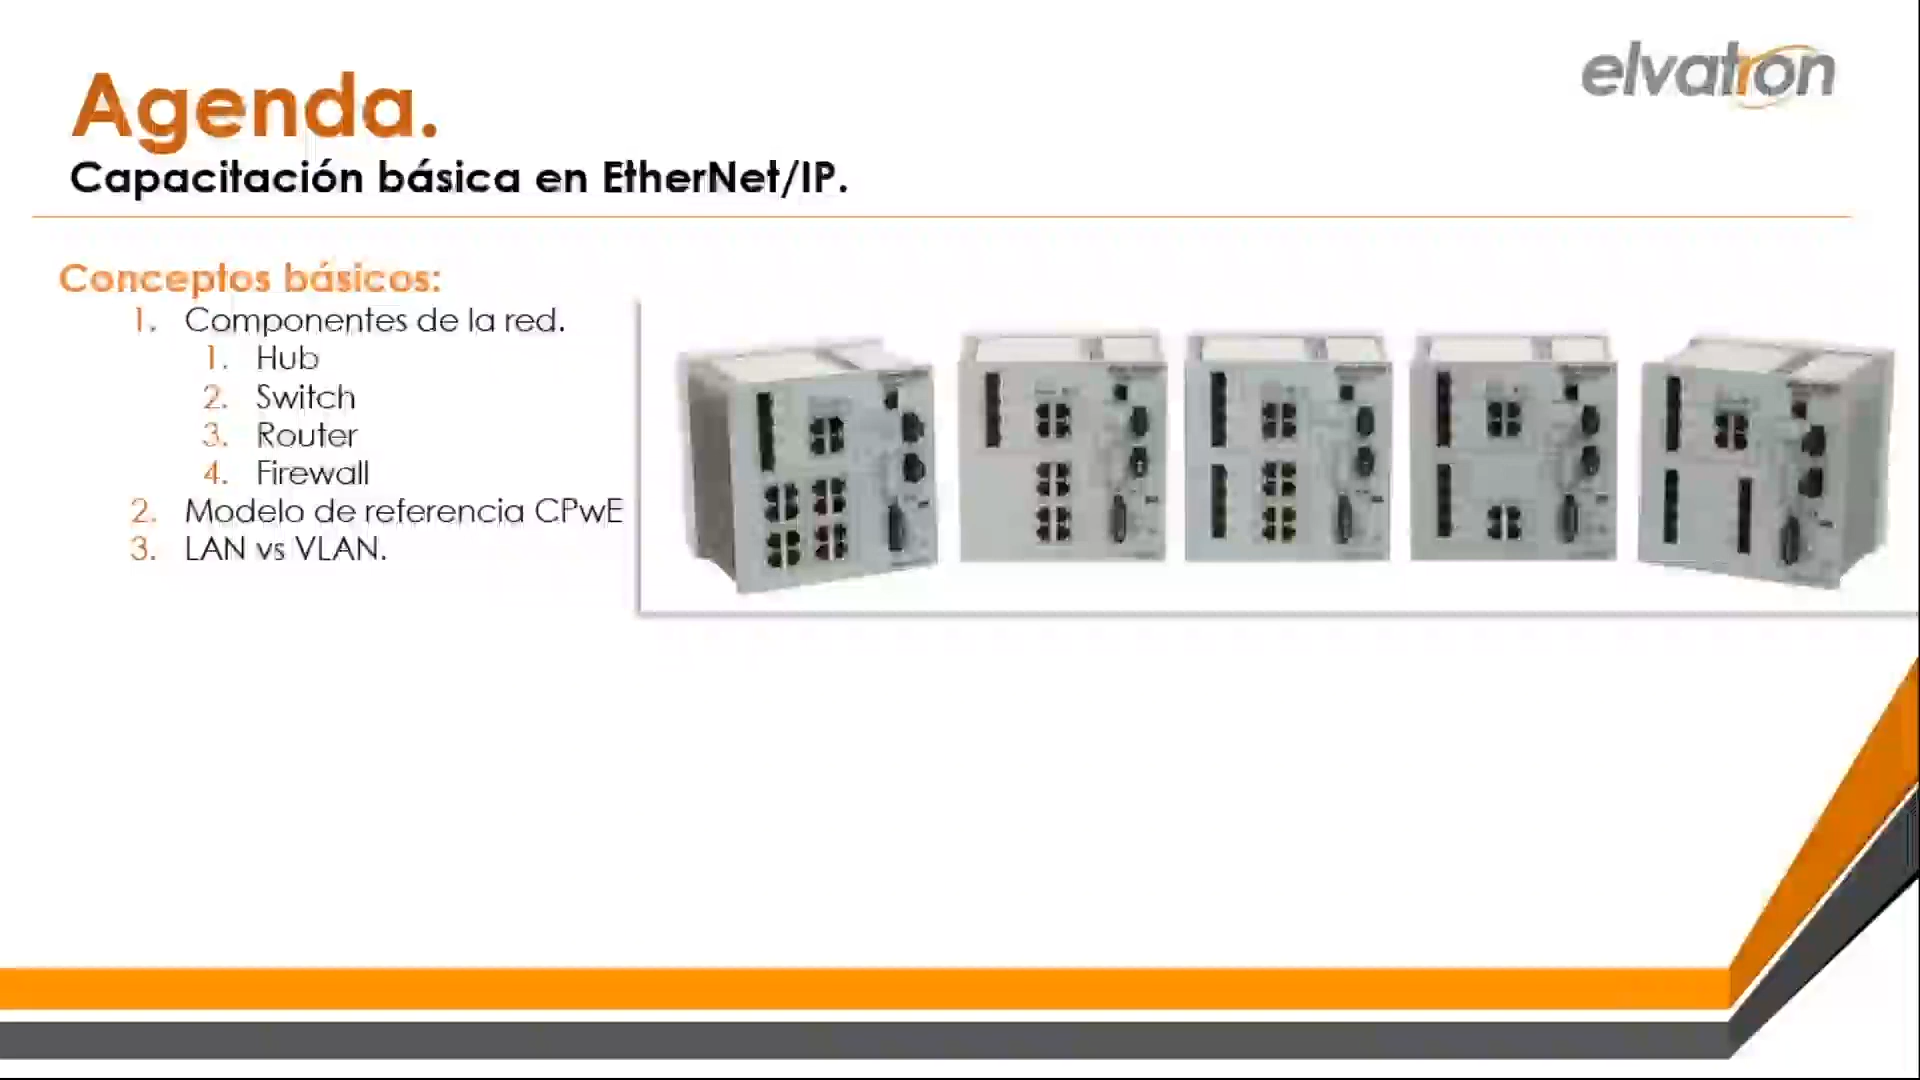 elvatron
Agenda.
Capacitación básica en EtherNet/IP.
Conceptos básicos:
1. Componentes de la red.
1. Hub
2. Switch
3. Router
4. Firewall
2. Modelo de referencia CPwE
3. LAN vs VLAN.